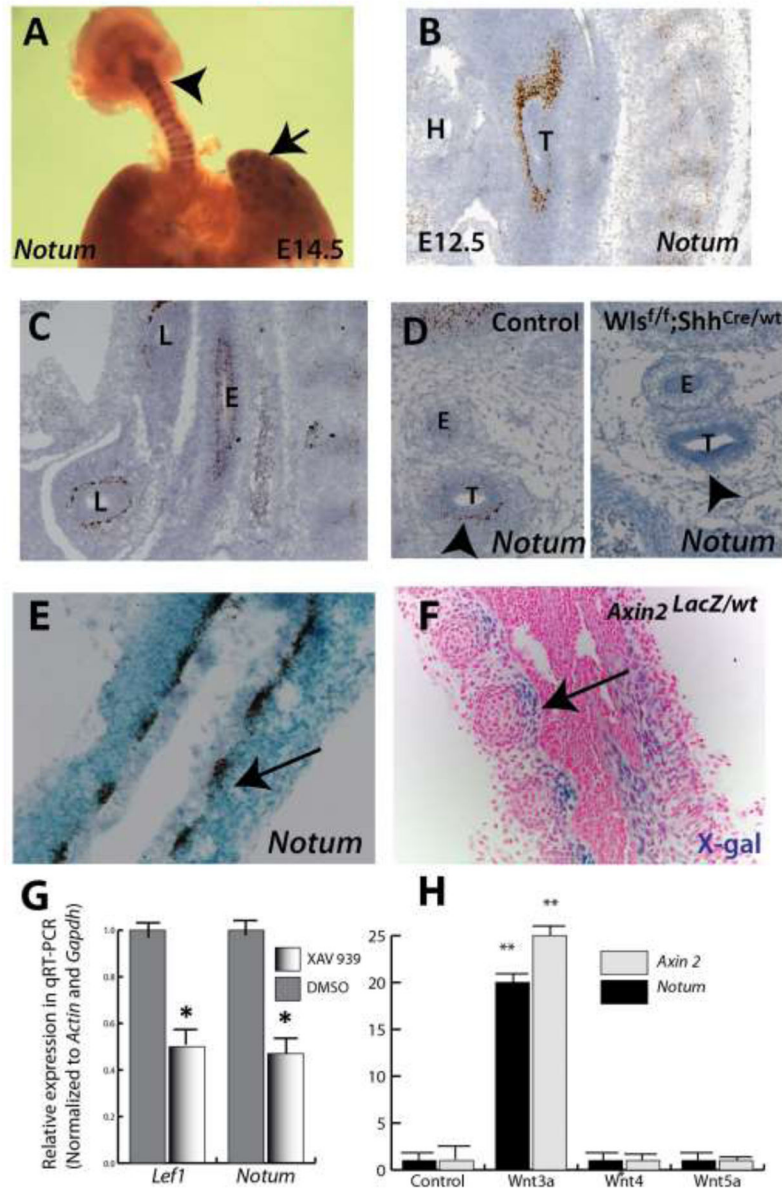 A
Notum
E14.5
B
H
T
E12.5
Notum
C
L
L
E
D
Control
E
T
Notum
Wls^f/f;Shh^Cre/wt
E
T
Notum
E
Notum
F
Axin2 LacZ/wt
X-gal
G
Relative expression in qRT-PCR
(Normalized to Actin and Gapdh)
1.0
0.8
0.6
0.4
0.2
0.0
*
*
XAV 939
DMSO
Lef1
Notum
H
25
20
15
10
5
0
**
**
Axin 2
Notum
Control
Wnt3a
Wnt4
Wnt5a